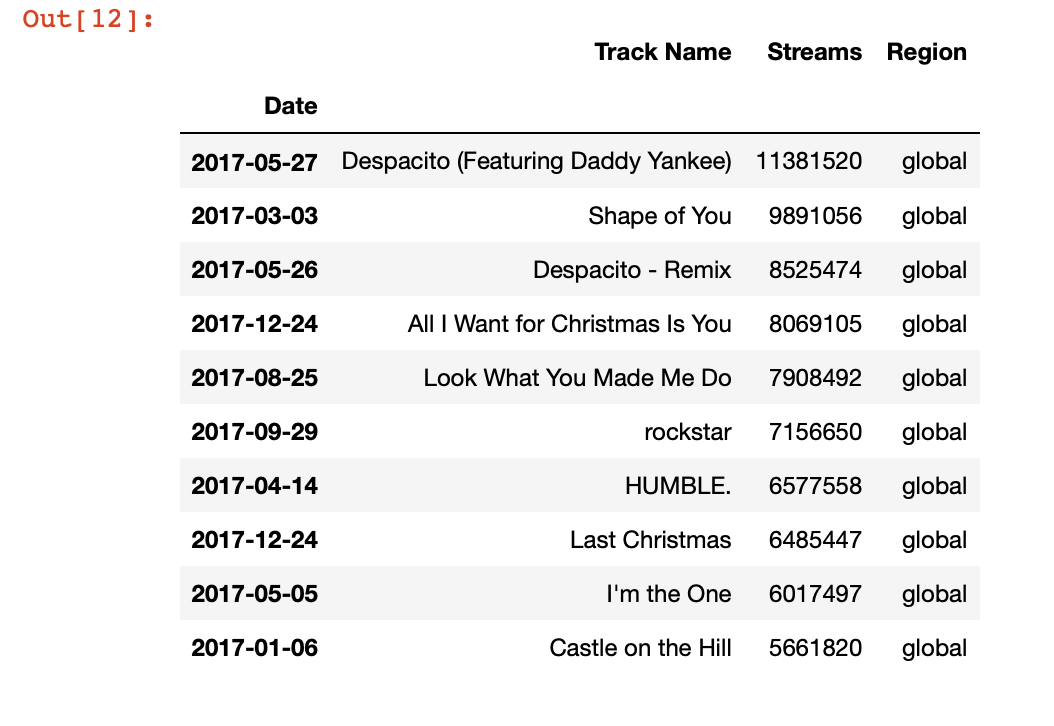 Out[12]:
Track Name Streams Region
Date
2017-05-27 Despacito (Featuring Daddy Yankee) 11381520 global
2017-03-03 Shape of You 9891056 global
2017-05-26 Despacito - Remix 8525474 global
2017-12-24 All I Want for Christmas Is You 8069105 global
2017-08-25 Look What You Made Me Do 7908492 global
2017-09-29 rockstar 7156650 global
2017-04-14 HUMBLE. 6577558 global
2017-12-24 Last Christmas 6485447 global
2017-05-05 I'm the One 6017497 global
2017-01-06 Castle on the Hill 5661820 global